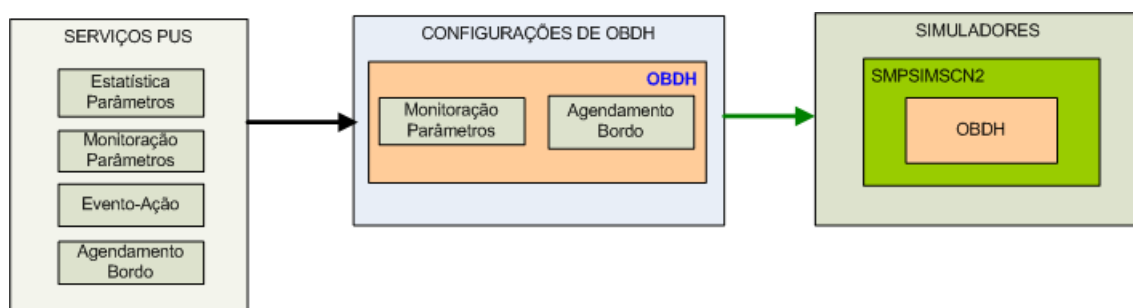 SERVIÇOS PUS
Estatística
Parâmetros
Monitoração
Parâmetros
Evento-Ação
Agendamento
Bordo
CONFIGURAÇÕES DE OBDH
OBDH
Monitoração
Parâmetros
Agendamento
Bordo
SIMULADORES
SMPSIMSCN2
OBDH